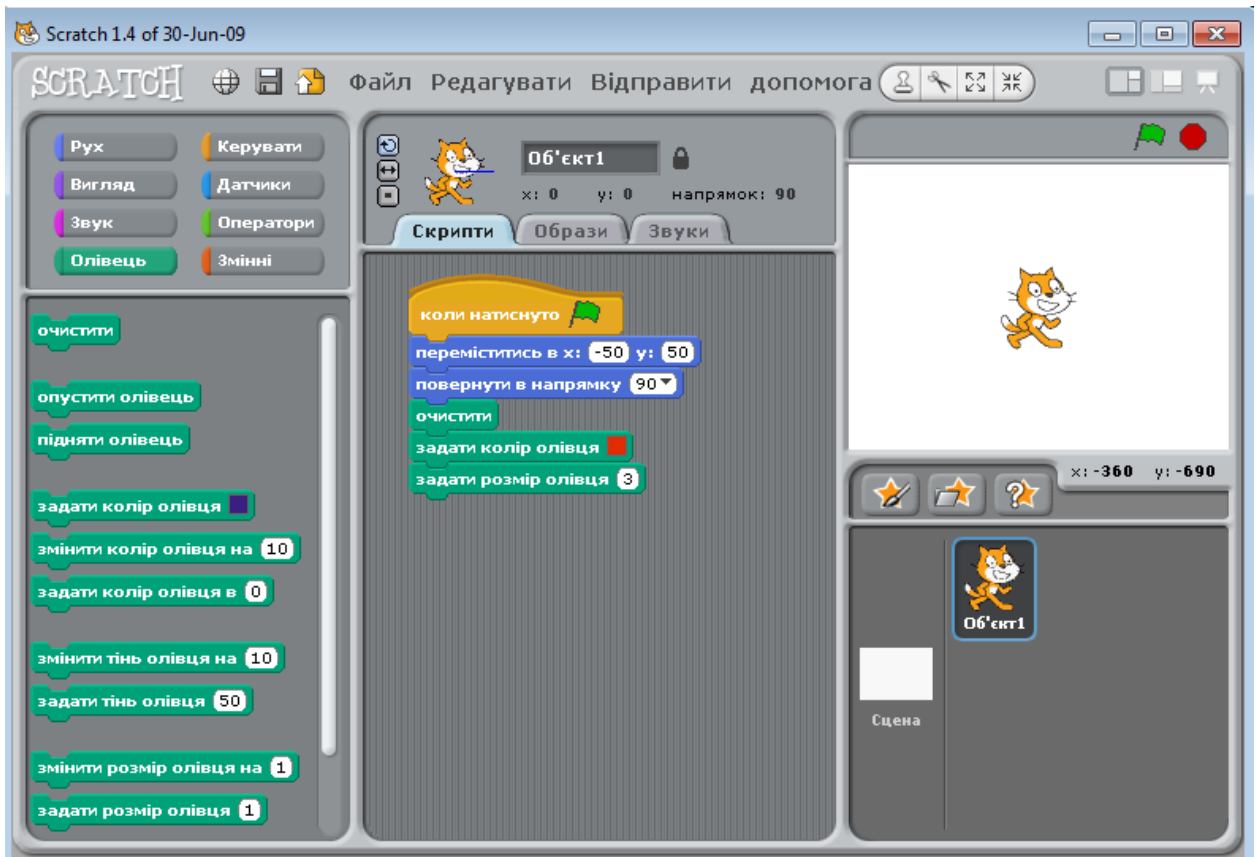 Scratch 1.4 of 30-Jun-09
SCRATCH Файл Редагувати Відправити допомога
Рух Керувати
Вигляд Датчики
Звук Оператори
Олівець Змінні
очистити
опустити олівець
підняти олівець
задати колір олівця
змінити колір олівця на 10
задати колір олівця в 0
змінити тінь олівця на 10
задати тінь олівця 50
змінити розмір олівця на 1
задати розмір олівця 1
Об'єкт1
x: 0 y: 0 напрямок: 90
Скрипти Образи Звуки
коли натиснуто
переміститись в x: -50 y: 50
повернути в напрямку 90
очистити
задати колір олівця
задати розмір олівця 3
x: -360 y: -690
Об'єкт1
Сцена